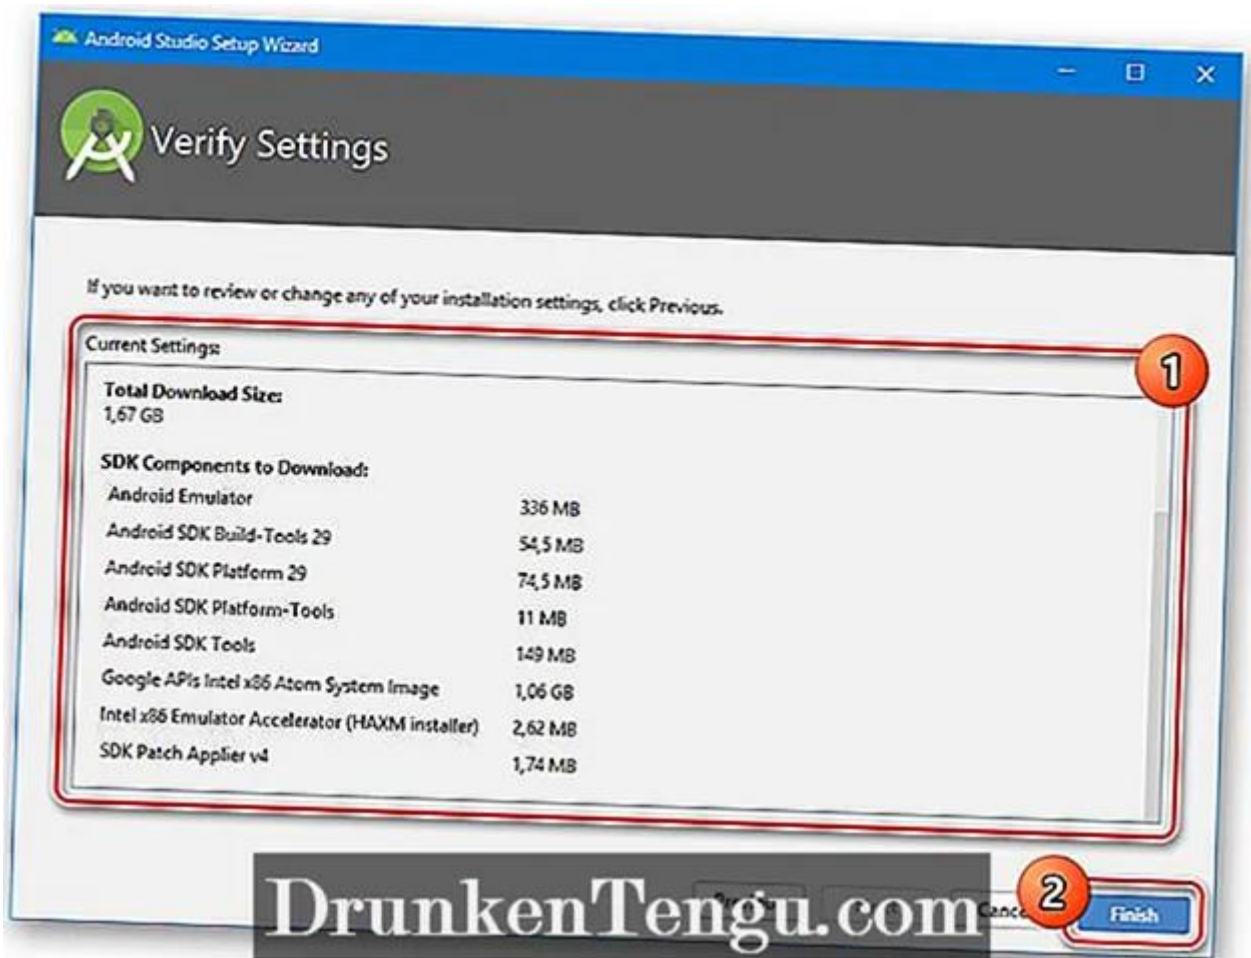 Android Studio Setup Wizard
Verify Settings
If you want to review or change any of your installation settings, click Previous.
Current Settings:
1
Total Download Size:
1,67 GB
SDK Components to Download:
Android Emulator 336 MB
Android SDK Build-Tools 29 54,5 MB
Android SDK Platform 29 74,5 MB
Android SDK Platform-Tools 11 MB
Android SDK Tools 149 MB
Google APIs Intel x86 Atom System Image 1,06 GB
Intel x86 Emulator Accelerator (HAXM installer) 2,62 MB
SDK Patch Applier v4 1,74 MB
2
Finish
DrunkenTengu.com